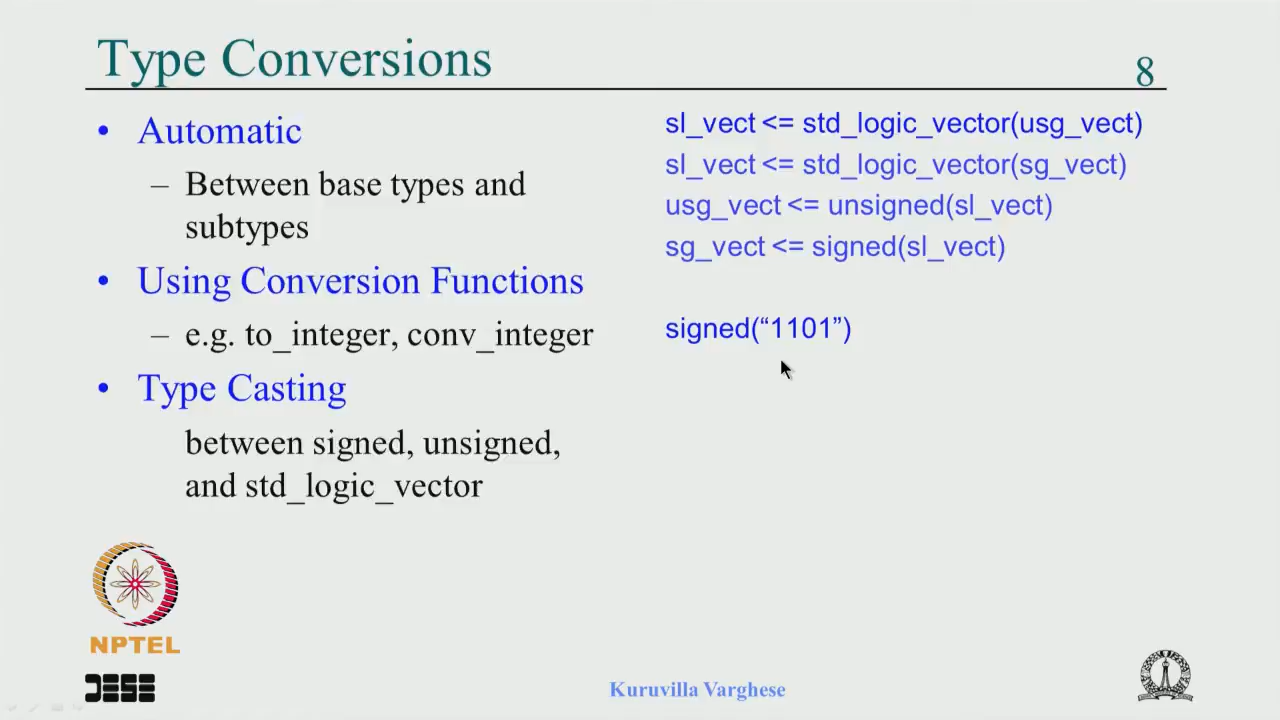 Type Conversions
8
• Automatic
– Between base types and
subtypes
• Using Conversion Functions
– e.g. to_integer, conv_integer
• Type Casting
between signed, unsigned,
and std_logic_vector
sl_vect <= std_logic_vector(usg_vect)
sl_vect <= std_logic_vector(sg_vect)
usg_vect <= unsigned(sl_vect)
sg_vect <= signed(sl_vect)
signed(“1101”)
NPTEL
DESE
Kuruvilla Varghese